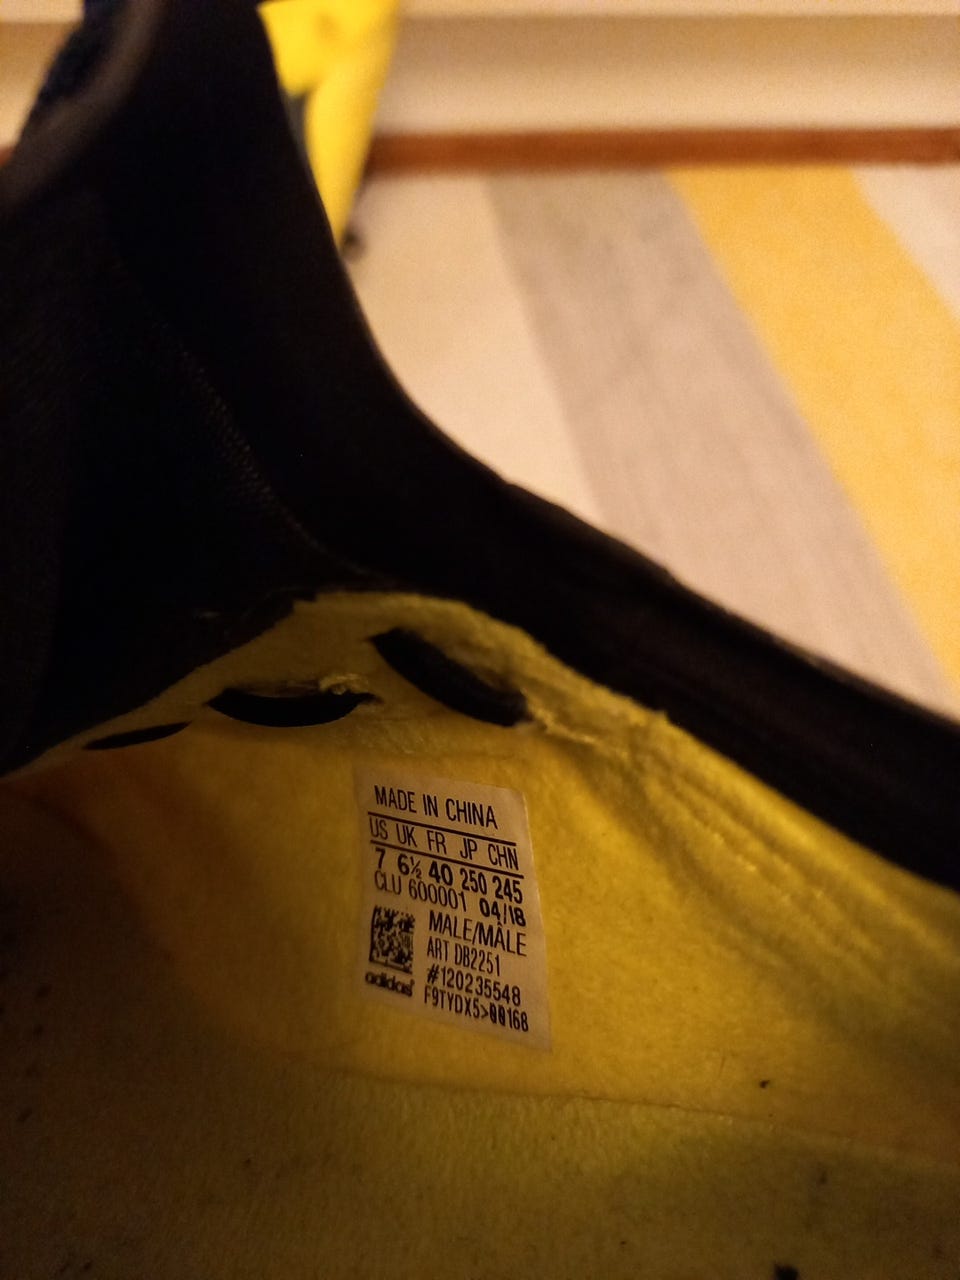 MADE IN CHINA
US UK FR JP CHN
7 6½ 40 250 245
CLU 600001 04/18
MALE/MÂLE
ART DB2251
#120235548
F9TYDX5>00168
adidas